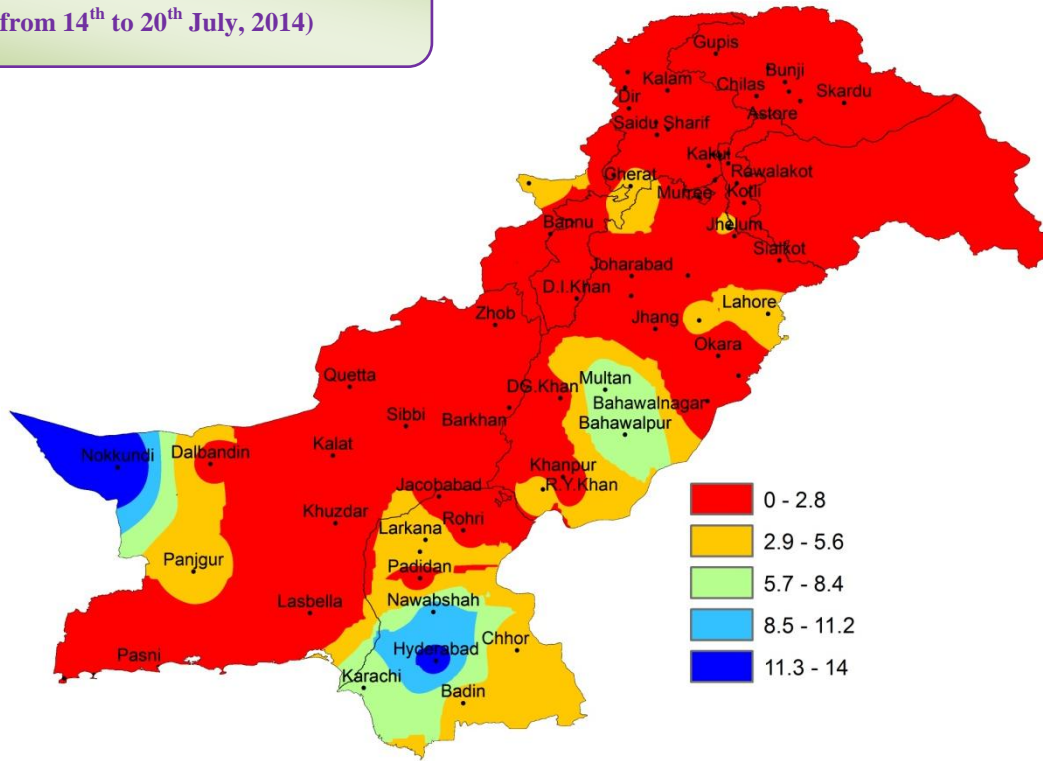 from 14th to 20th July, 2014)
Gupis
Bunji
Kalam
Chilas
Skardu
Dir
Astore
Saidu Sharif
Kakul
Rawalakot
Gherat
Murree
Kotli
Bannu
Jhelum
Sialkot
Joharabad
D.I.Khan
Lahore
Zhob
Jhang
Okara
Quetta
DG.Khan
Multan
Bahawalnagar
Sibbi
Barkhan
Bahawalpur
Nokkundi
Dalbandin
Kalat
Khanpur
R.Y.Khan
Jacobabad
Khuzdar
Larkana
Rohri
Panjgur
Padidan
Lasbella
Nawabshah
Pasni
Hyderabad
Chhor
Karachi
Badin
0 - 2.8
2.9 - 5.6
5.7 - 8.4
8.5 - 11.2
11.3 - 14